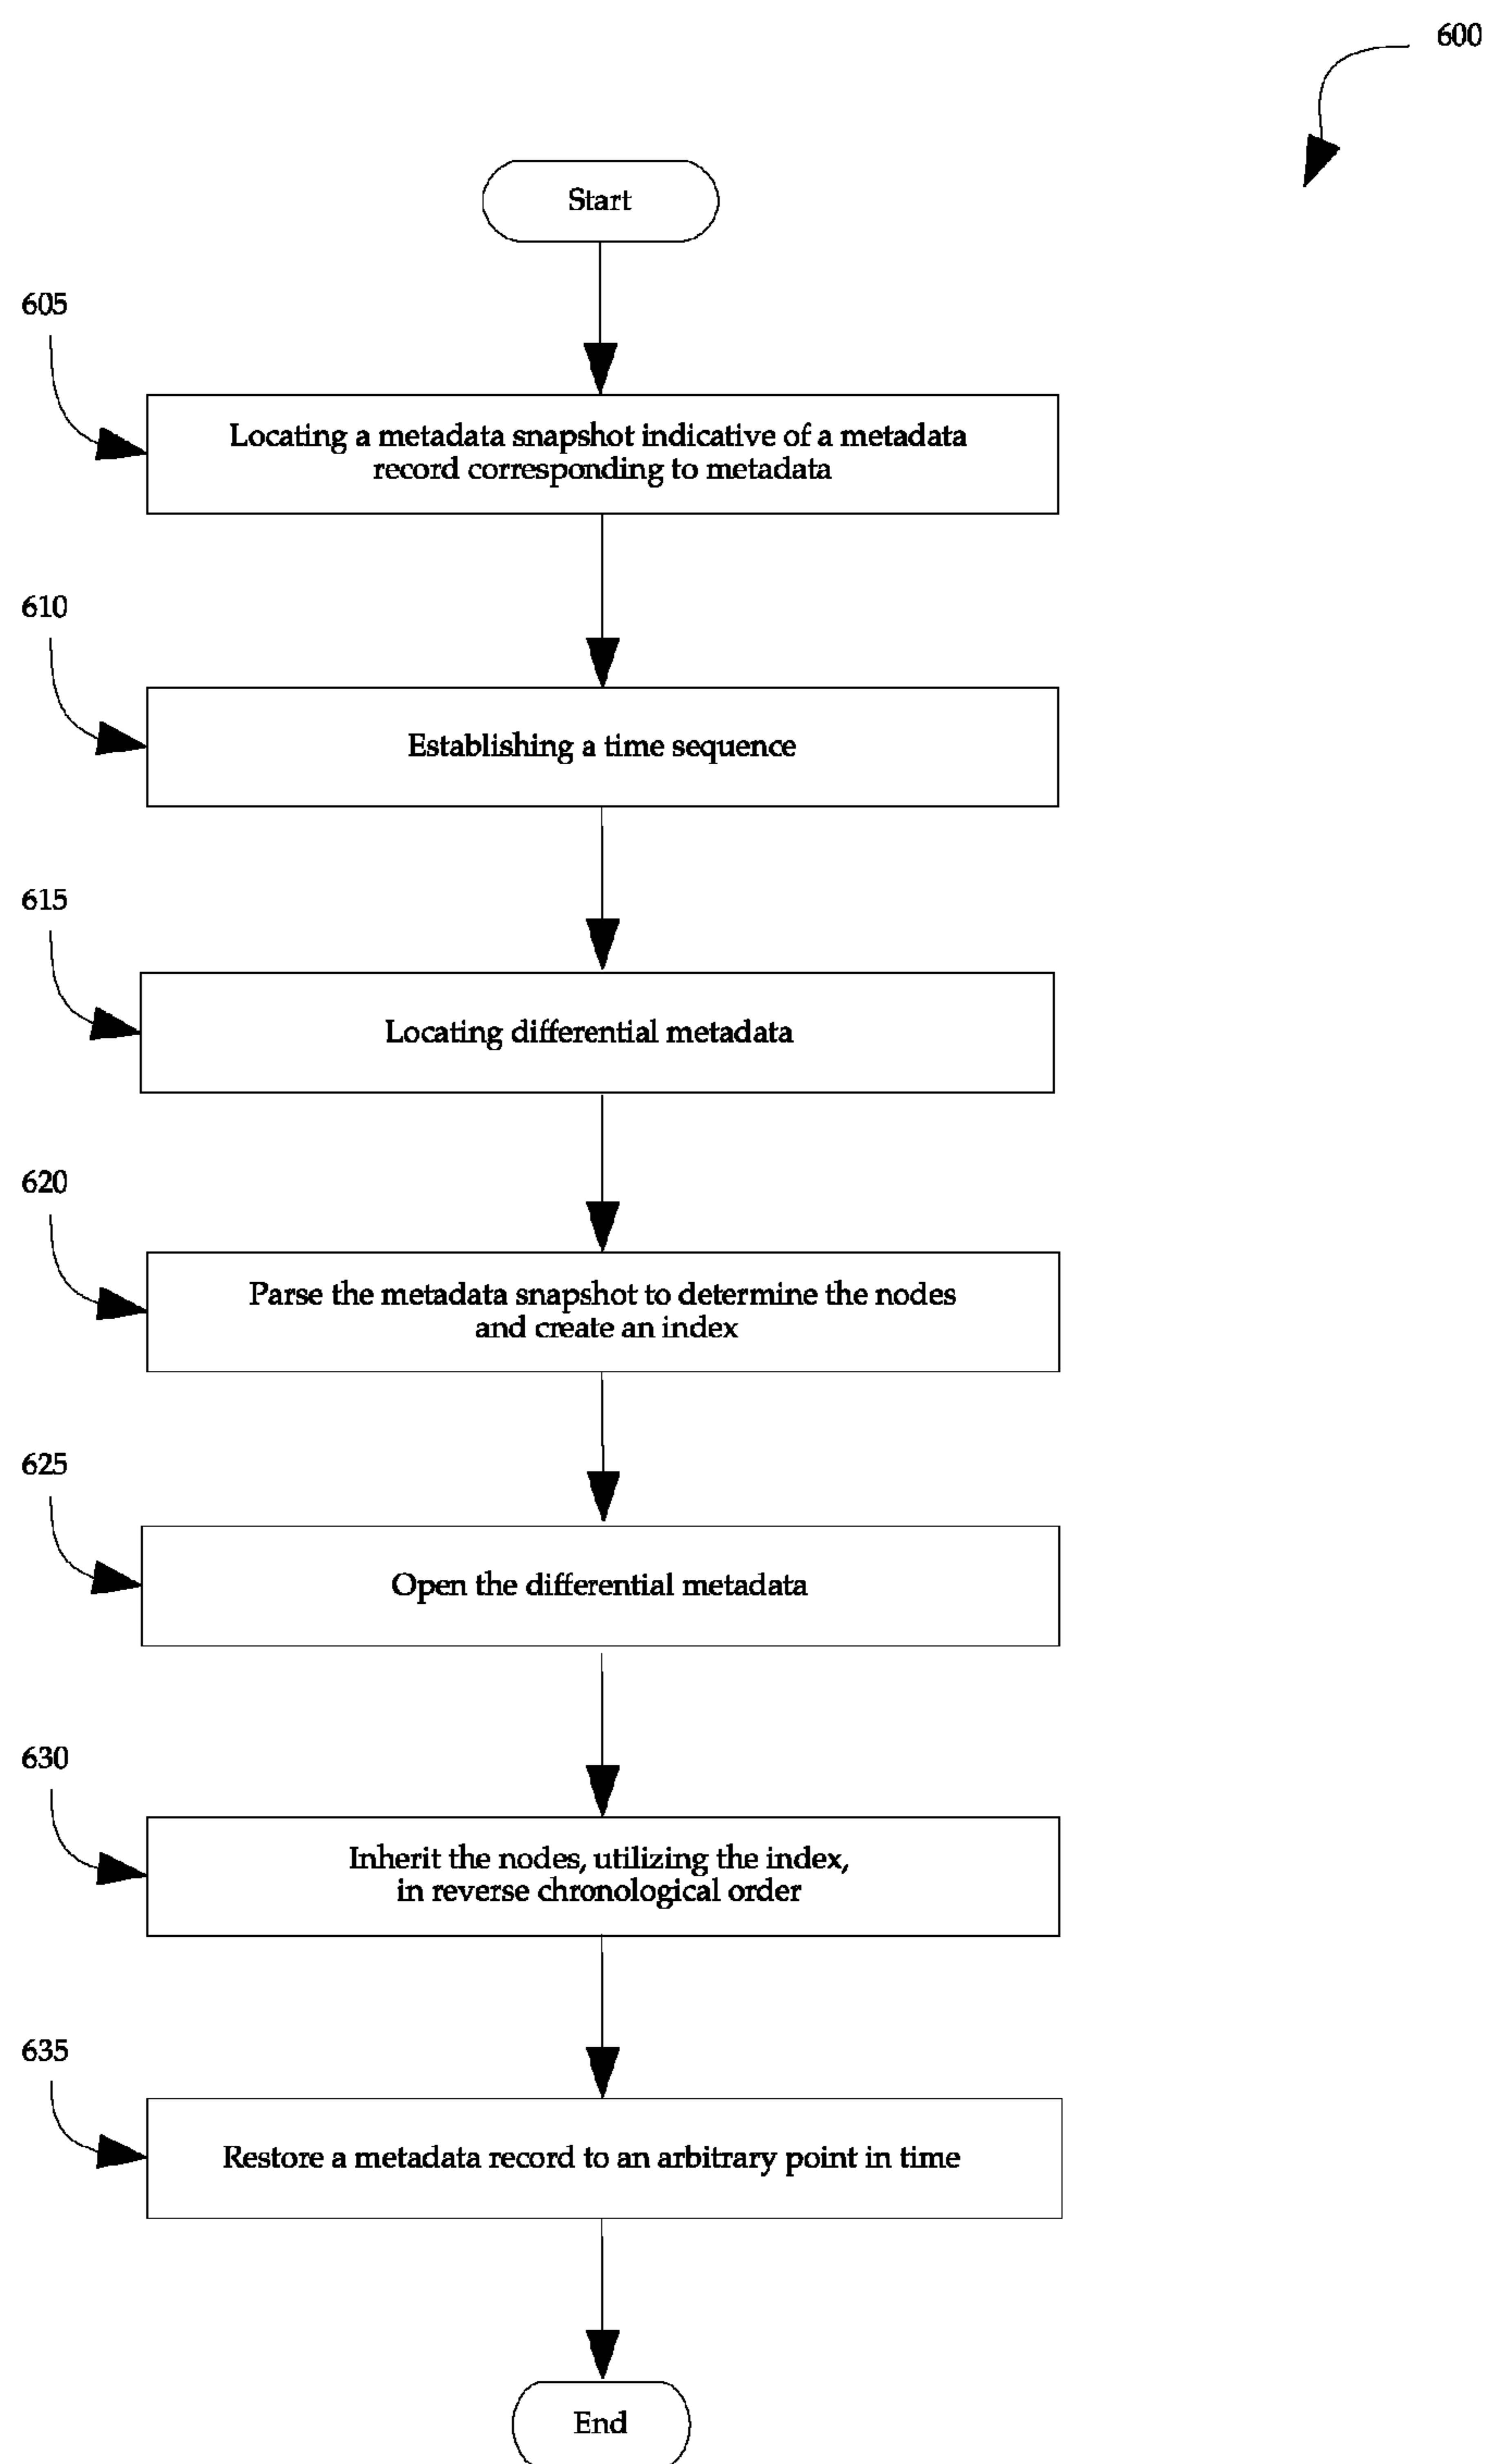 600
Start
605
Locating a metadata snapshot indicative of a metadata
record corresponding to metadata
610
Establishing a time sequence
615
Locating differential metadata
620
Parse the metadata snapshot to determine the nodes
and create an index
625
Open the differential metadata
630
Inherit the nodes, utilizing the index,
in reverse chronological order
635
Restore a metadata record to an arbitrary point in time
End